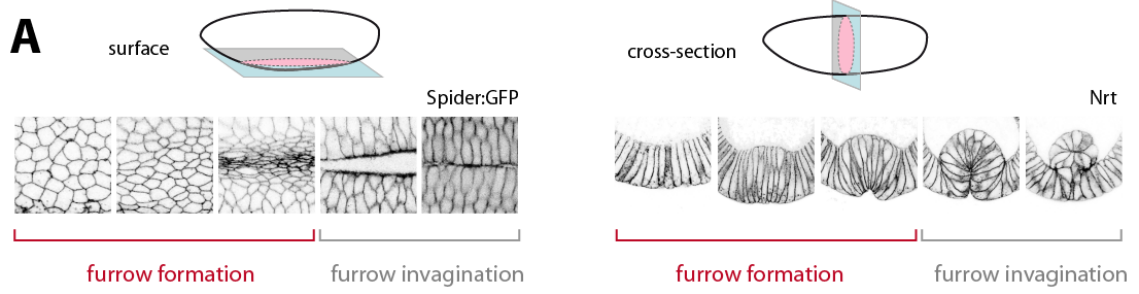 A
surface
Spider:GFP
furrow formation
furrow invagination
cross-section
Nrt
furrow formation
furrow invagination